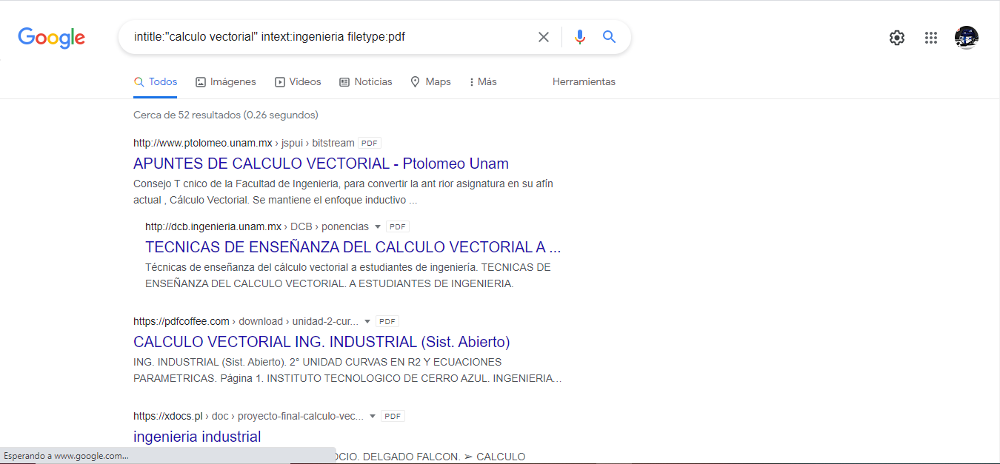 Google
intitle:"calculo vectorial" intext:ingenieria filetype:pdf
Todos Imágenes Videos Noticias Maps Más Herramientas
Cerca de 52 resultados (0.26 segundos)
http://www.ptolomeo.unam.mx › jspui › bitstream PDF
APUNTES DE CALCULO VECTORIAL - Ptolomeo Unam
Consejo T cnico de la Facultad de Ingenieria, para convertir la ant rior asignatura en su afín
actual , Cálculo Vectorial. Se mantiene el enfoque inductivo ...
http://dcb.ingenieria.unam.mx › DCB › ponencias PDF
TECNICAS DE ENSEÑANZA DEL CALCULO VECTORIAL A ...
Técnicas de enseñanza del cálculo vectorial a estudiantes de ingeniería. TECNICAS DE
ENSEÑANZA DEL CALCULO VECTORIAL. A ESTUDIANTES DE INGENIERIA.
https://pdfcoffee.com › download › unidad-2-cur... PDF
CALCULO VECTORIAL ING. INDUSTRIAL (Sist. Abierto)
ING. INDUSTRIAL (Sist. Abierto). 2° UNIDAD CURVAS EN R2 Y ECUACIONES
PARAMETRICAS. Página 1. INSTITUTO TECNOLOGICO DE CERRO AZUL. INGENIERIA...
https://xdocs.pl › doc › proyecto-final-calculo-vec... PDF
ingenieria industrial
Esperando a www.google.com... DELGADO FALCON. ➢ CALCULO